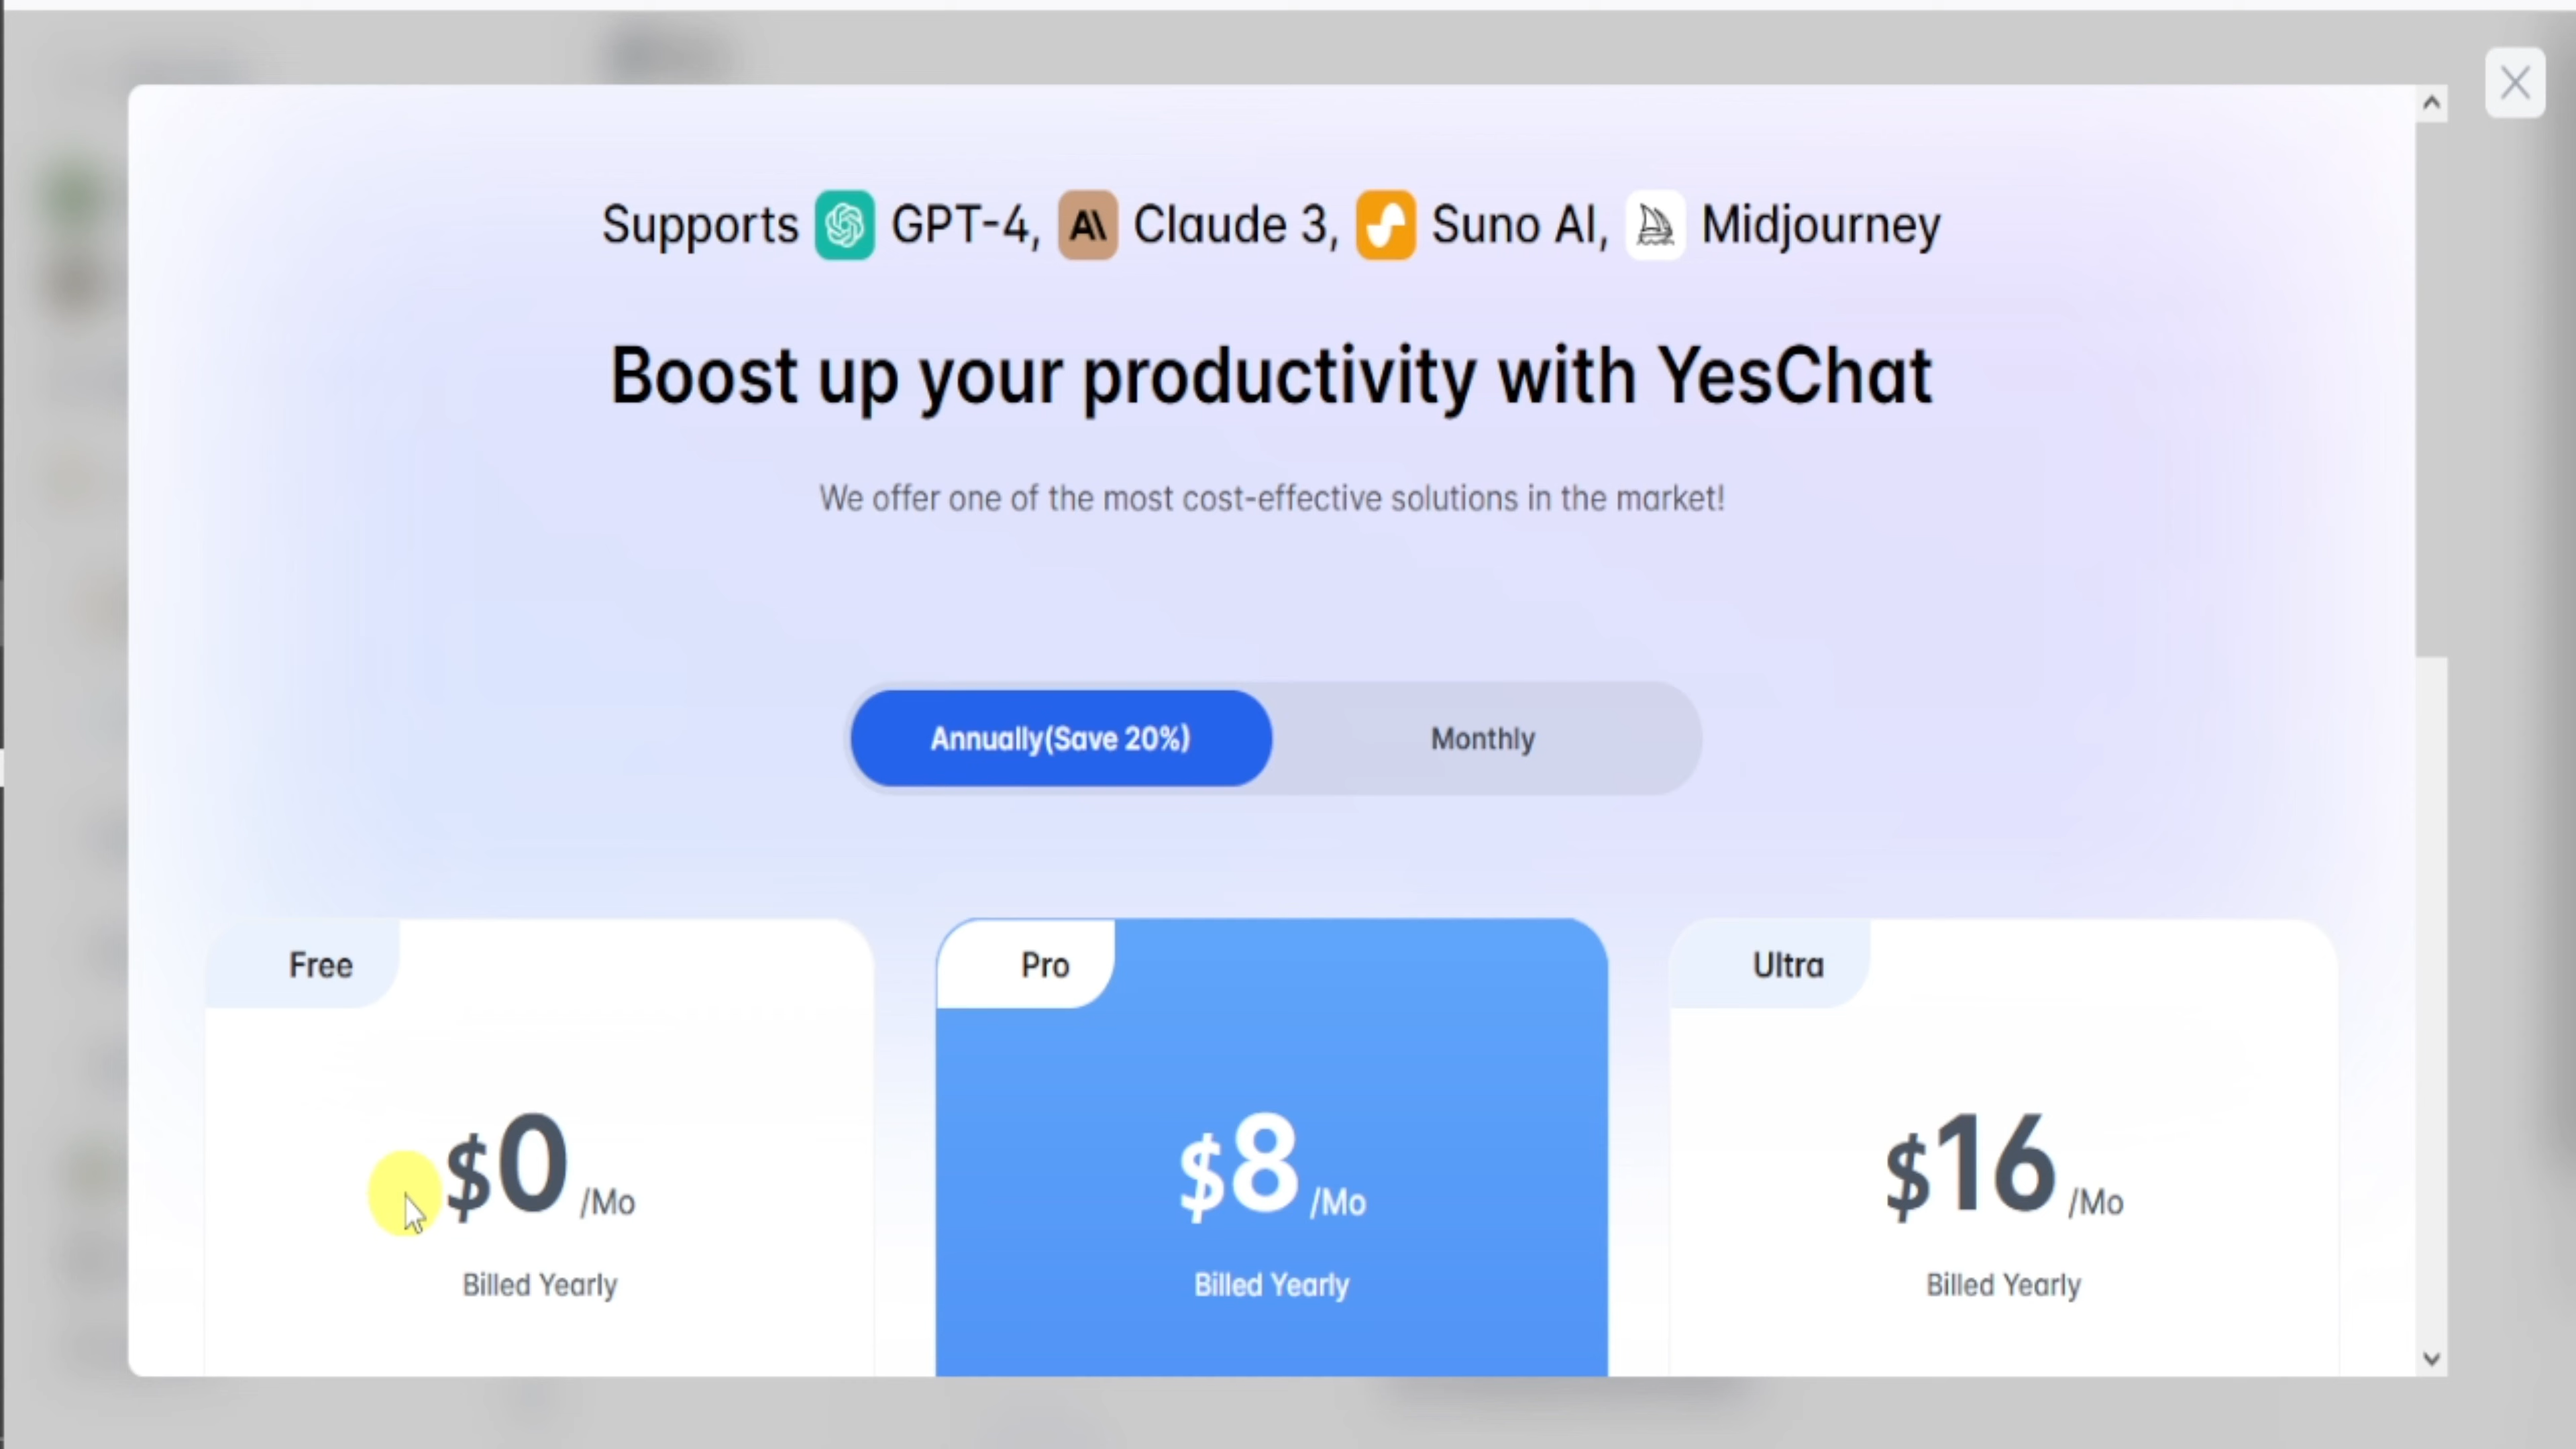 Supports GPT-4, A\ Claude 3, Suno AI, Midjourney
Boost up your productivity with YesChat
We offer one of the most cost-effective solutions in the market!
Annually(Save 20%) Monthly
Free
$0 /Mo
Billed Yearly
Pro
$8 /Mo
Billed Yearly
Ultra
$16 /Mo
Billed Yearly